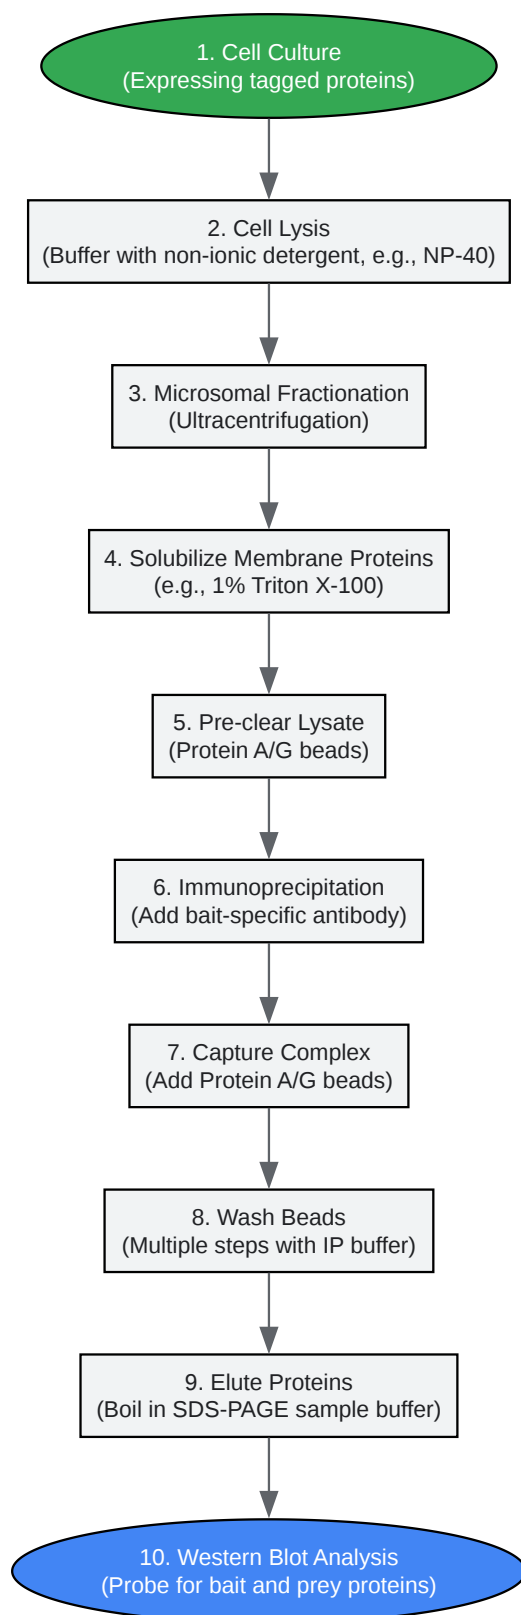 1. Cell Culture
(Expressing tagged proteins)
2. Cell Lysis
(Buffer with non-ionic detergent, e.g., NP-40)
3. Microsomal Fractionation
(Ultracentrifugation)
4. Solubilize Membrane Proteins
(e.g., 1% Triton X-100)
5. Pre-clear Lysate
(Protein A/G beads)
6. Immunoprecipitation
(Add bait-specific antibody)
7. Capture Complex
(Add Protein A/G beads)
8. Wash Beads
(Multiple steps with IP buffer)
9. Elute Proteins
(Boil in SDS-PAGE sample buffer)
10. Western Blot Analysis
(Probe for bait and prey proteins)